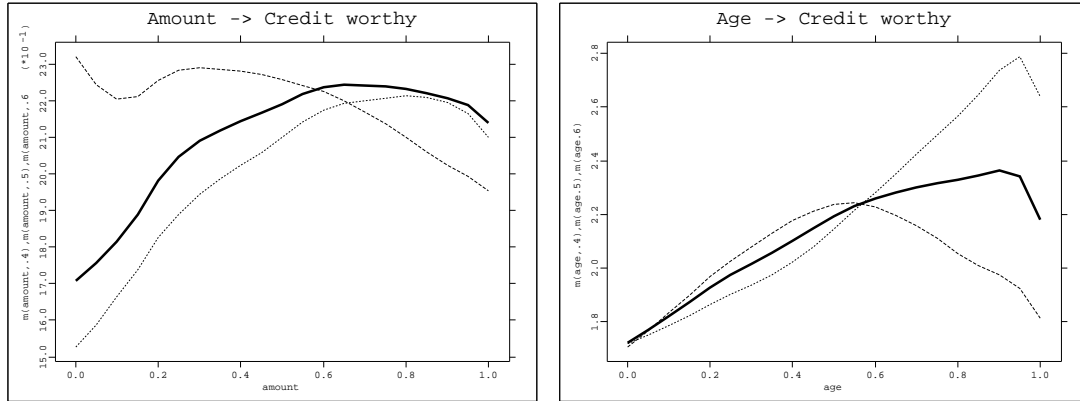 Amount -> Credit worthy
m(amount,.4),m(amount,.5),m(amount,.6 (*10 -1)
23.0
22.0
21.0
20.0
19.0
18.0
17.0
16.0
15.0
0.0 0.2 0.4 0.6 0.8 1.0
amount
Age -> Credit worthy
m(age,.4),m(age.5),m(age.6)
2.8
2.6
2.4
2.2
2.0
1.8
0.0 0.2 0.4 0.6 0.8 1.0
age